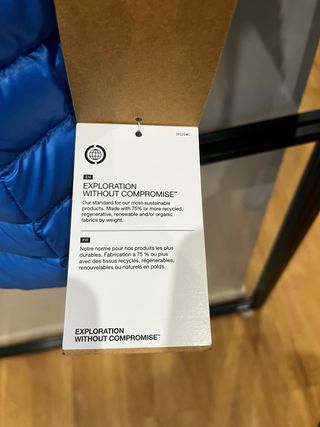 EN
EXPLORATION
WITHOUT COMPROMISE™
Our standard for our most-sustainable
products. Made with 75% or more recycled,
regenerative, renewable and/or organic
fabrics by weight.
FR
Notre norme pour nos produits les plus
durables. Fabrication à 75 % ou plus
avec des tissus recyclés, régénérables,
renouvelables ou naturels en poids.
EXPLORATION
WITHOUT COMPROMISE™